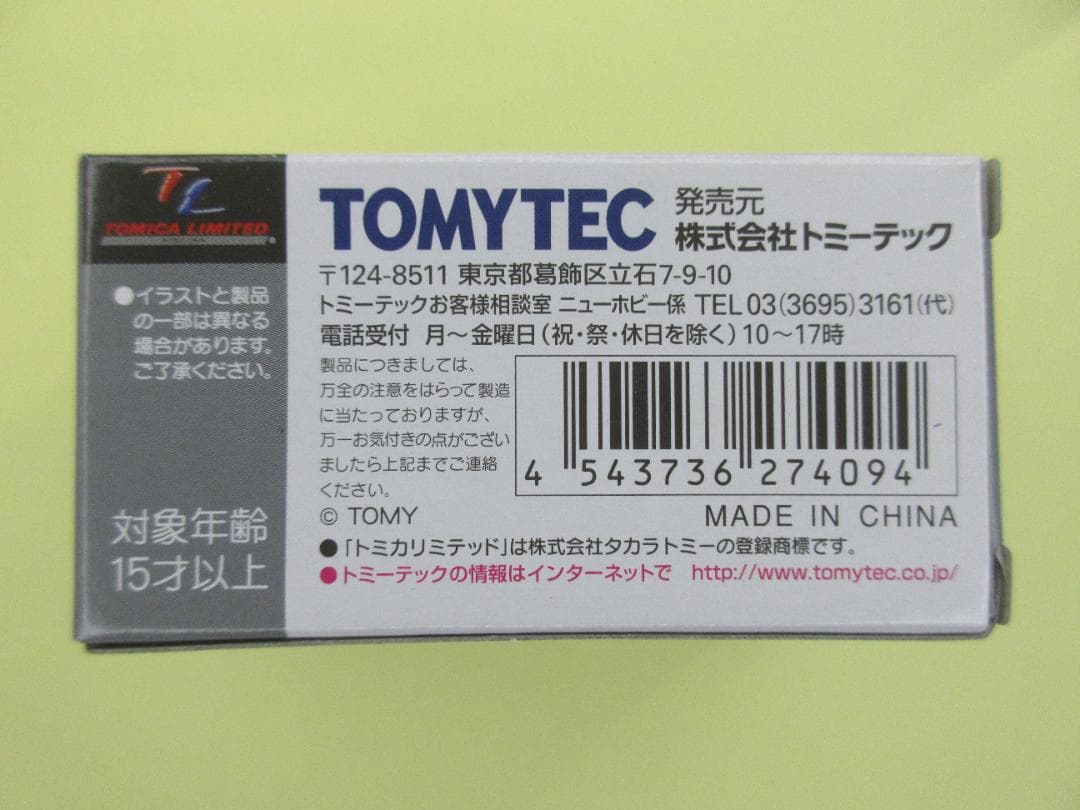 TL
TOMICA LIMITED
●イラストと製品
の一部は異なる
場合があります。
ご了承ください。
対象年齢
15才以上
TOMYTEC
発売元
株式会社トミーテック
〒124-8511 東京都葛飾区立石7-9-10
トミーテックお客様相談室 ニューホビー係 TEL 03(3695)3161(代)
電話受付 月〜金曜日(祝・祭・休日を除く)10〜17時
製品につきましては、
万全の注意をはらって製造
に当たっておりますが、
万一お気付きの点がござい
ましたら上記までご連絡
ください。
4 543736 274094
© TOMY
MADE IN CHINA
●「トミカリミテッド」は株式会社タカラトミーの登録商標です。
●トミーテックの情報はインターネットで http://www.tomytec.co.jp/